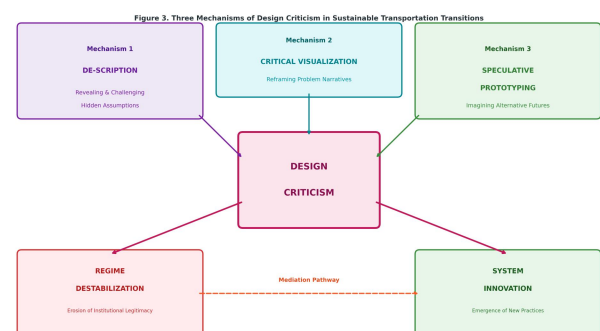 Figure 3. Three Mechanisms of Design Criticism in Sustainable Transportation Transitions
Mechanism 1
DE-SCRIPTION
Revealing & Challenging
Hidden Assumptions
Mechanism 2
CRITICAL VISUALIZATION
Reframing Problem Narratives
Mechanism 3
SPECULATIVE
PROTOTYPING
Imagining Alternative Futures
DESIGN
CRITICISM
REGIME
DESTABILIZATION
Erosion of Institutional Legitimacy
Mediation Pathway
SYSTEM
INNOVATION
Emergence of New Practices